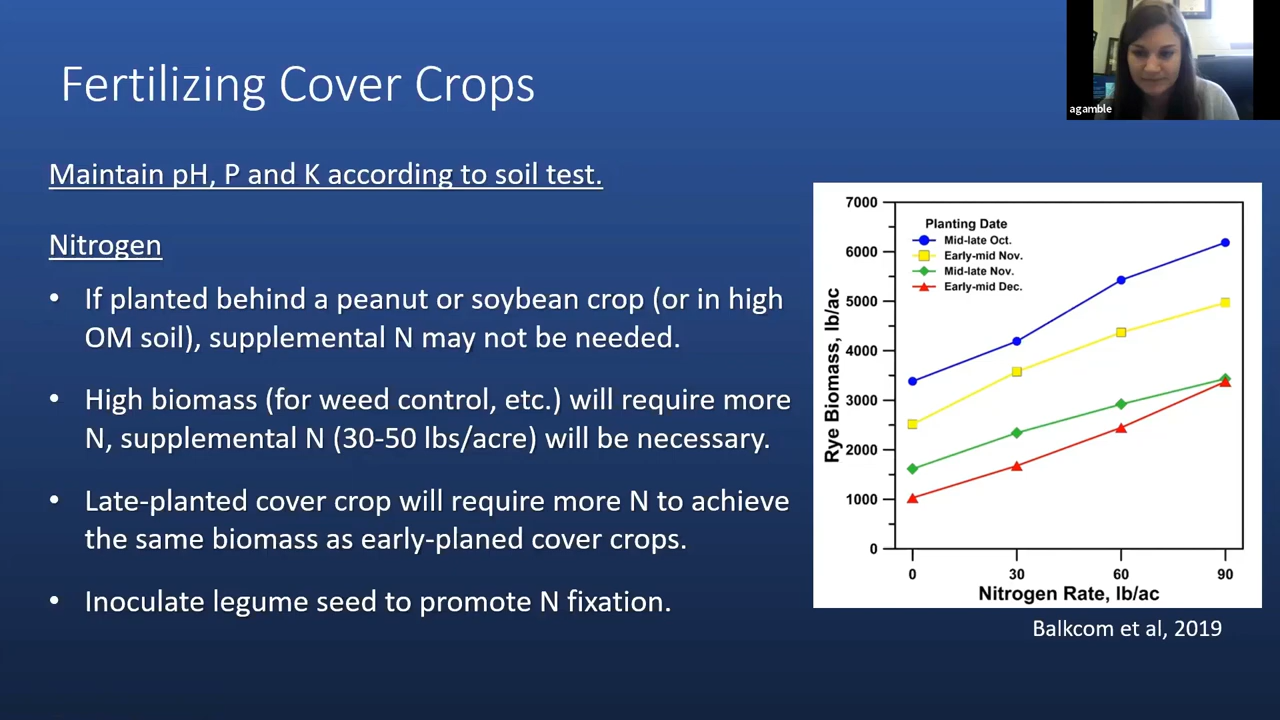 Fertilizing Cover Crops
agamble
Maintain pH, P and K according to soil test.
Nitrogen
• If planted behind a peanut or soybean crop (or in high
OM soil), supplemental N may not be needed.
• High biomass (for weed control, etc.) will require more
N, supplemental N (30-50 lbs/acre) will be necessary.
• Late-planted cover crop will require more N to achieve
the same biomass as early-planed cover crops.
• Inoculate legume seed to promote N fixation.
Planting Date
Mid-late Oct.
Early-mid Nov.
Mid-late Nov.
Early-mid Dec.
Rye Biomass, lb/ac
7000
6000
5000
4000
3000
2000
1000
0
0 30 60 90
Nitrogen Rate, lb/ac
Balkcom et al, 2019